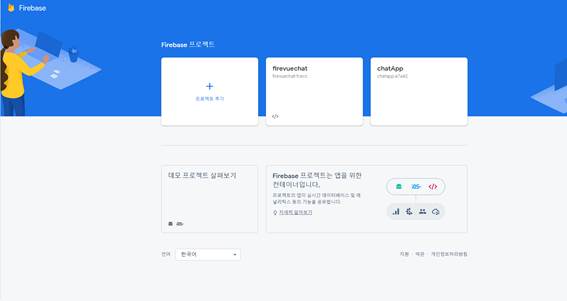 Firebase
Firebase 프로젝트
프로젝트 추가
firevuechat
chatApp
데모 프로젝트 살펴보기
Firebase 프로젝트는 앱을 위한
컨테이너입니다.
프로젝트의 앱이 실시간 데이터베이스 및 애
널리틱스 등의 기능을 공유합니다.
자세히 알아보기
iOS+
언어 한국어
지원 · 약관 · 개인정보처리방침